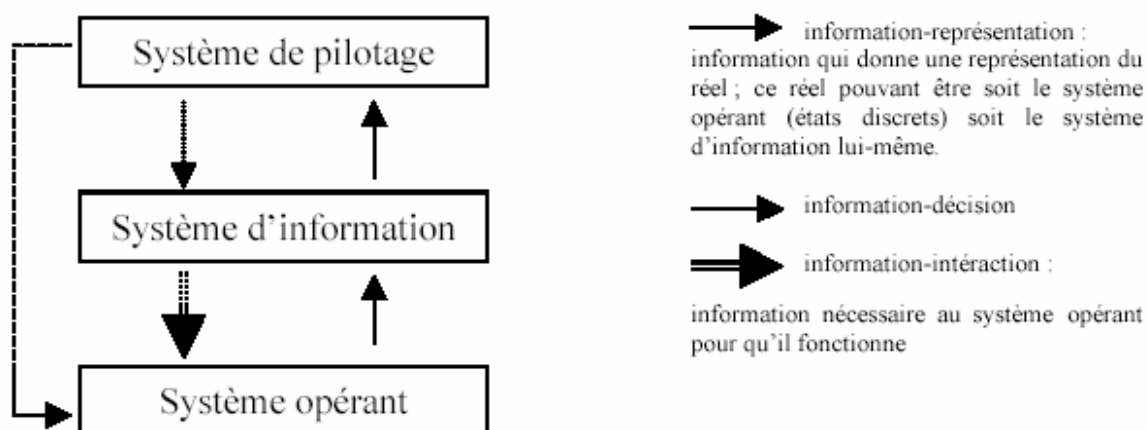 Système de pilotage
Système d'information
Système opérant
information-représentation :
information qui donne une représentation du
réel ; ce réel pouvant être soit le système
opérant (états discrets) soit le système
d'information lui-même.
information-décision
information-intéraction :
information nécessaire au système opérant
pour qu'il fonctionne